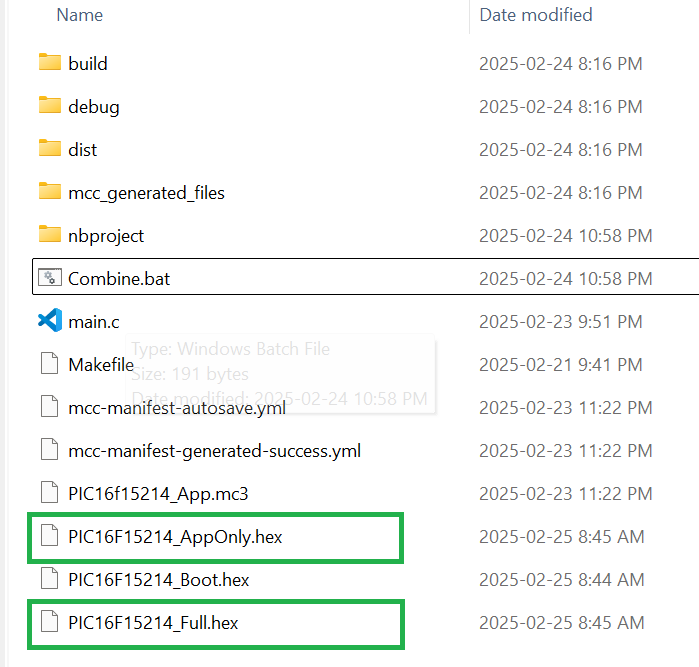 Name Date modified
build 2025-02-24 8:16 PM
debug 2025-02-24 8:16 PM
dist 2025-02-24 8:16 PM
mcc_generated_files 2025-02-24 8:16 PM
nbproject 2025-02-24 10:58 PM
Combine.bat 2025-02-24 10:58 PM
main.c 2025-02-23 9:51 PM
Type: Windows Batch File
Makefile 2025-02-21 9:41 PM
Size: 191 bytes
Date modified: 2025-02-24 10:58 PM
mcc-manifest-autosave.yml 2025-02-23 11:22 PM
mcc-manifest-generated-success.yml 2025-02-23 11:22 PM
PIC16f15214_App.mc3 2025-02-23 11:22 PM
PIC16F15214_AppOnly.hex 2025-02-25 8:45 AM
PIC16F15214_Boot.hex 2025-02-25 8:44 AM
PIC16F15214_Full.hex 2025-02-25 8:45 AM